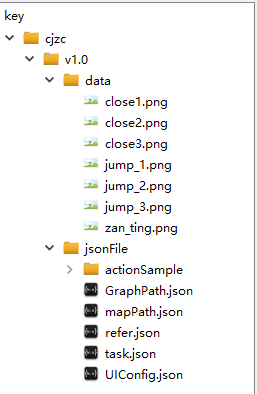 key
cjzc
v1.0
data
close1.png
close2.png
close3.png
jump_1.png
jump_2.png
jump_3.png
zan_ting.png
jsonFile
actionSample
GraphPath.json
mapPath.json
refer.json
task.json
UIConfig.json